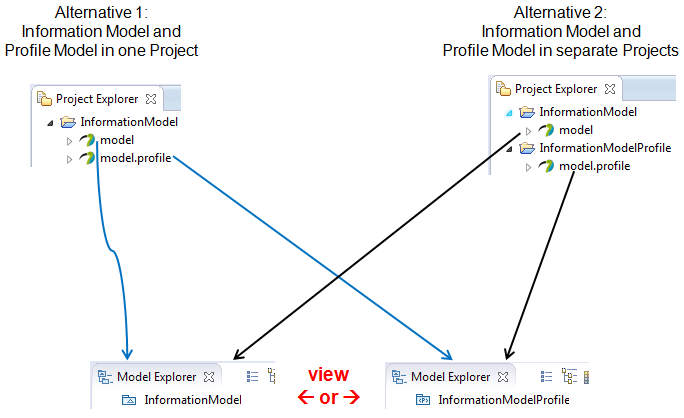 Alternative 1:
Information Model and
Profile Model in one Project
Alternative 2:
Information Model and
Profile Model in separate Projects
Project Explorer
InformationModel
model
model.profile
Project Explorer
InformationModel
model
InformationModelProfile
model.profile
Model Explorer
InformationModel
view
← or →
Model Explorer
InformationModelProfile